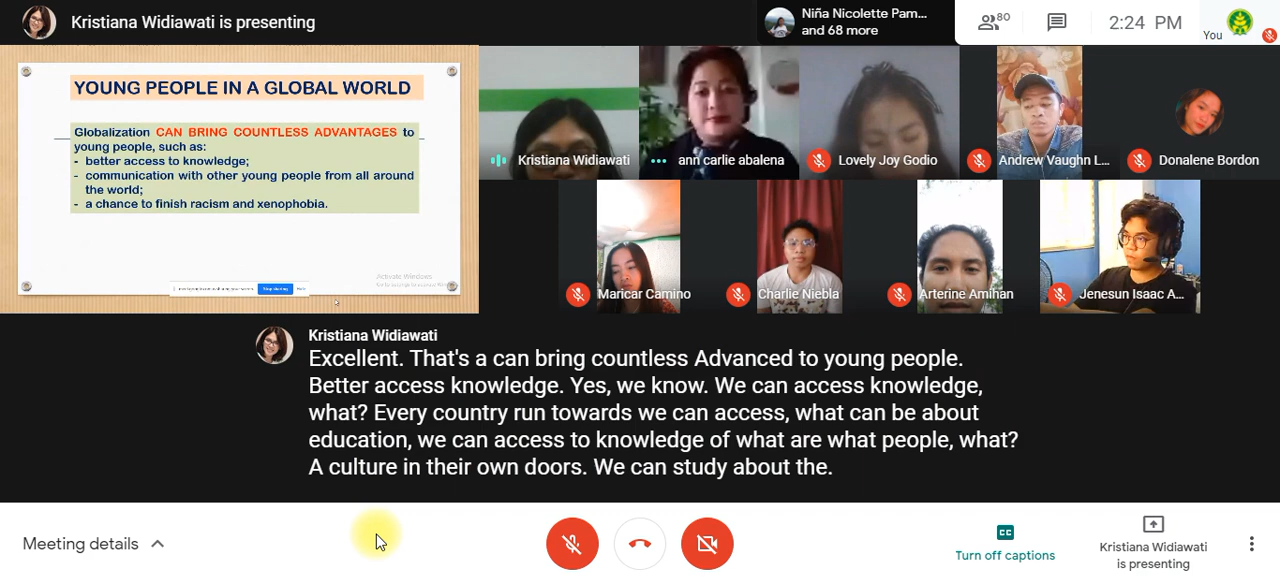 Kristiana Widiawati is presenting
Niña Nicolette Pam...
and 68 more
80
2:24 PM
You
YOUNG PEOPLE IN A GLOBAL WORLD
Globalization CAN BRING COUNTLESS ADVANTAGES to
young people, such as:
- better access to knowledge;
- communication with other young people from all around
the world;
- a chance to finish racism and xenophobia.
Activate Windows
Stop sharing
Hide
Kristiana Widiawati
ann carlie abalena
Lovely Joy Godio
Andrew Vaughn L...
Donalene Bordon
Maricar Camino
Charlie Niebla
Arterine Amihan
Jenesun Isaac A...
Kristiana Widiawati
Excellent. That's a can bring countless Advanced to young people.
Better access knowledge. Yes, we know. We can access knowledge,
what? Every country run towards we can access, what can be about
education, we can access to knowledge of what are what people, what?
A culture in their own doors. We can study about the.
Meeting details
CC
Turn off captions
Kristiana Widiawati
is presenting